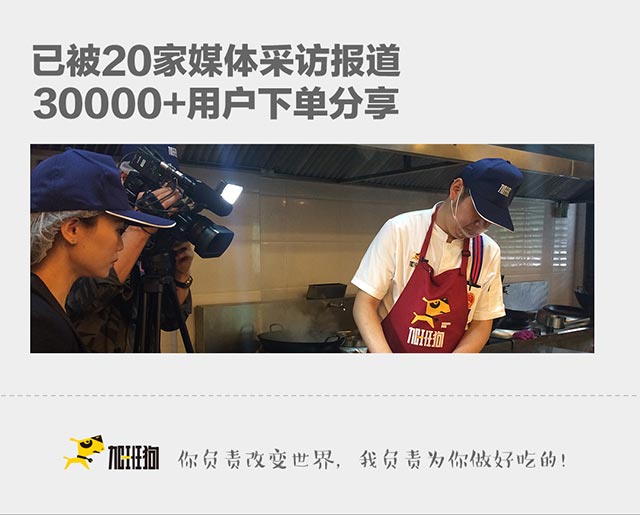 已被20家媒体采访报道
30000+用户下单分享
加班狗
加班狗 你负责改变世界，我负责为你做好吃的!